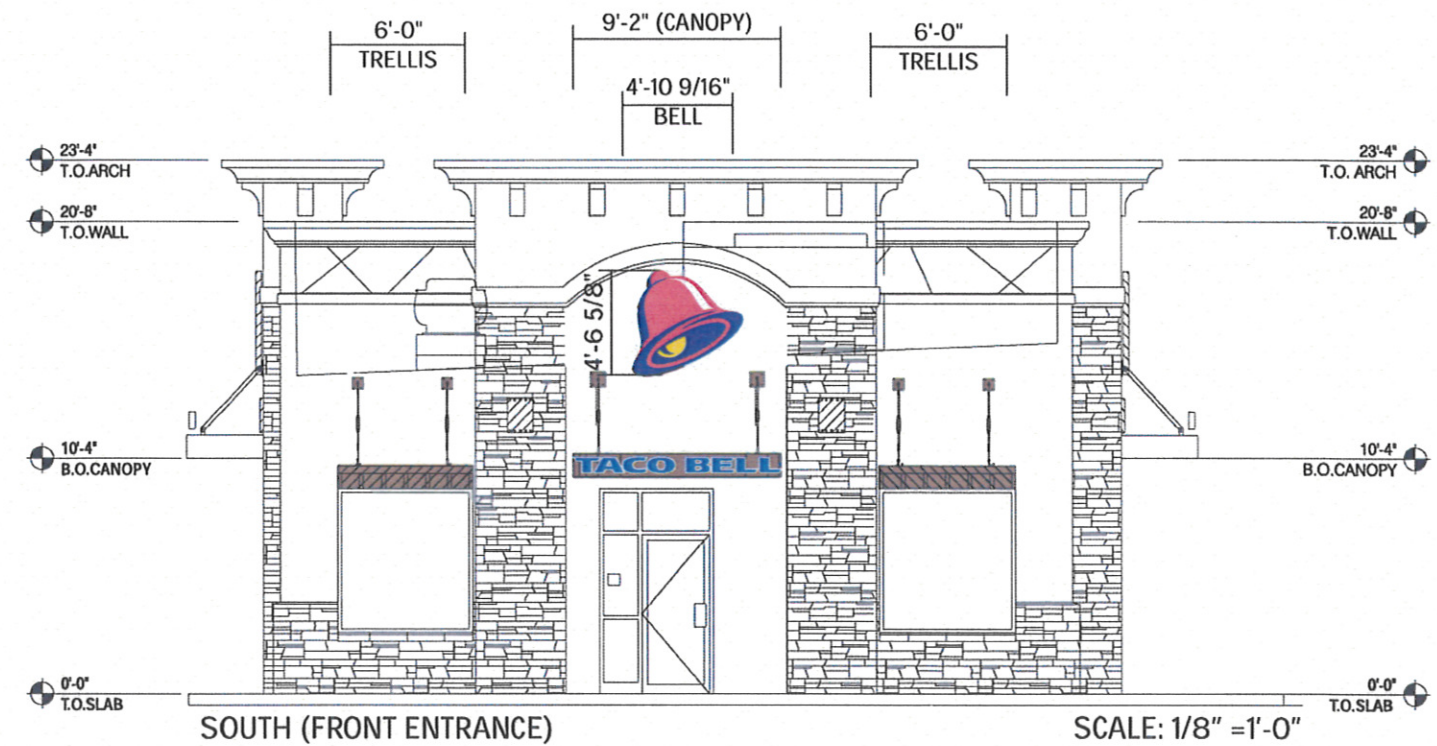 9'-2" (CANOPY)
6'-0"
TRELLIS
6'-0"
TRELLIS
4'-10 9/16"
BELL
23'-4"
T.O.ARCH
23'-4"
T.O. ARCH
20'-8"
T.O.WALL
20'-8"
T.O.WALL
4'-6 5/8"
10'-4"
B.O.CANOPY
TACO BELL
10'-4"
B.O.CANOPY
0'-0"
T.O.SLAB
0'-0"
T.O.SLAB
SOUTH (FRONT ENTRANCE)
SCALE: 1/8" =1'-0"